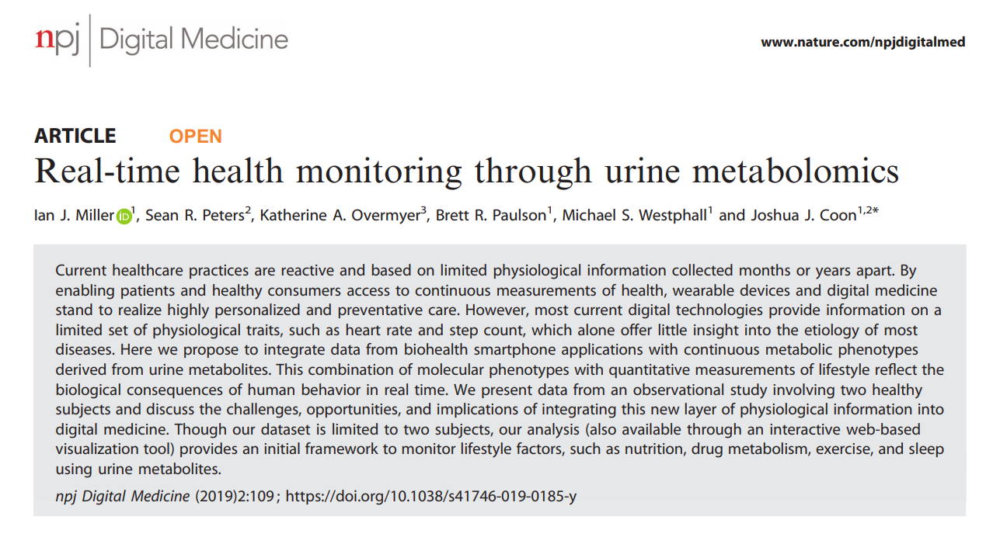 npj | Digital Medicine
www.nature.com/npjdigitalmed
ARTICLE OPEN
Real-time health monitoring through urine metabolomics
Ian J. Miller iD 1, Sean R. Peters2, Katherine A. Overmyer3, Brett R. Paulson1, Michael S. Westphall1 and Joshua J. Coon1,2*
Current healthcare practices are reactive and based on limited physiological information collected months or years apart. By
enabling patients and healthy consumers access to continuous measurements of health, wearable devices and digital medicine
stand to realize highly personalized and preventative care. However, most current digital technologies provide information on a
limited set of physiological traits, such as heart rate and step count, which alone offer little insight into the etiology of most
diseases. Here we propose to integrate data from biohealth smartphone applications with continuous metabolic phenotypes
derived from urine metabolites. This combination of molecular phenotypes with quantitative measurements of lifestyle reflect the
biological consequences of human behavior in real time. We present data from an observational study involving two healthy
subjects and discuss the challenges, opportunities, and implications of integrating this new layer of physiological information into
digital medicine. Though our dataset is limited to two subjects, our analysis (also available through an interactive web-based
visualization tool) provides an initial framework to monitor lifestyle factors, such as nutrition, drug metabolism, exercise, and sleep
using urine metabolites.
npj Digital Medicine (2019)2:109 ; https://doi.org/10.1038/s41746-019-0185-y